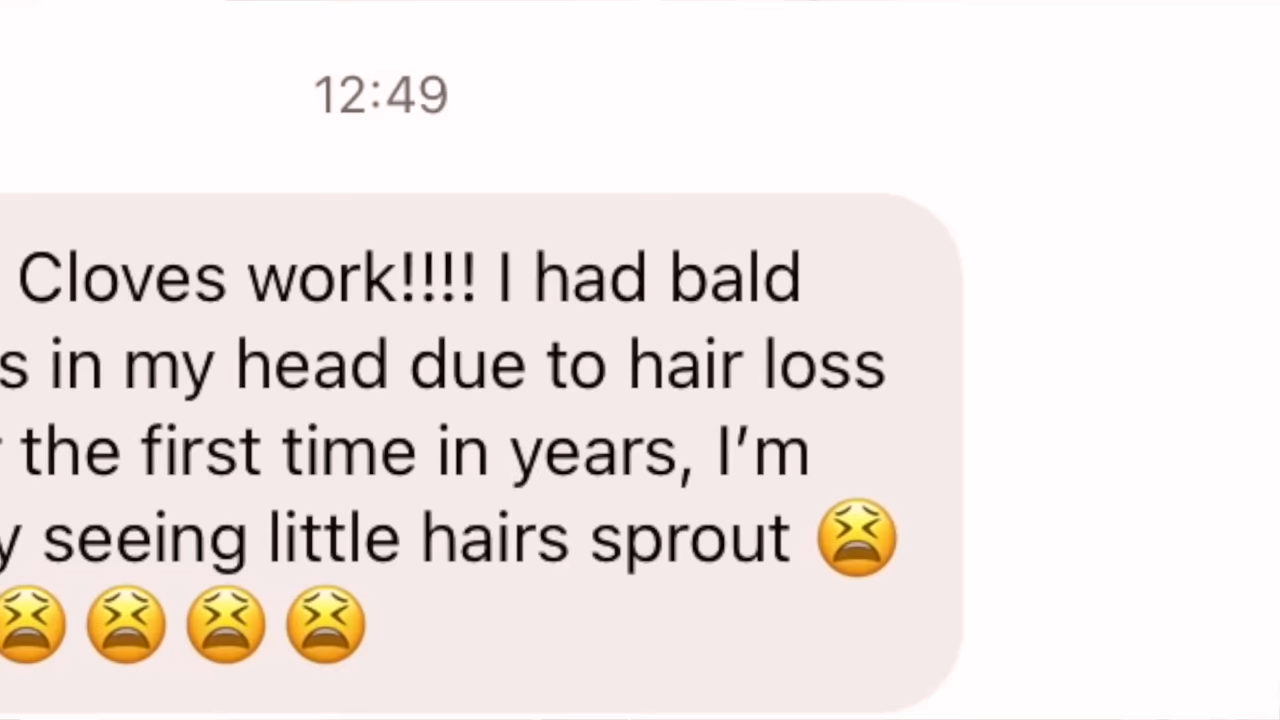 12:49
Cloves work!!!! I had bald
s in my head due to hair loss
the first time in years, I’m
y seeing little hairs sprout 😫
😫😫😫😫